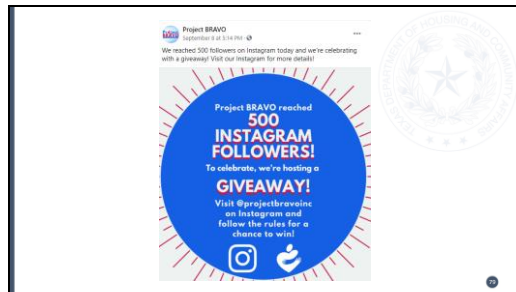 Project BRAVO
September 8 at 3:14 PM
We reached 500 followers on Instagram today and we're celebrating
with a giveaway! Visit our Instagram for more details!
Project BRAVO reached
500
INSTAGRAM
FOLLOWERS!
To celebrate, we're hosting a
GIVEAWAY!
Visit @projectbravoinc
on Instagram and
follow the rules for a
chance to win!
79